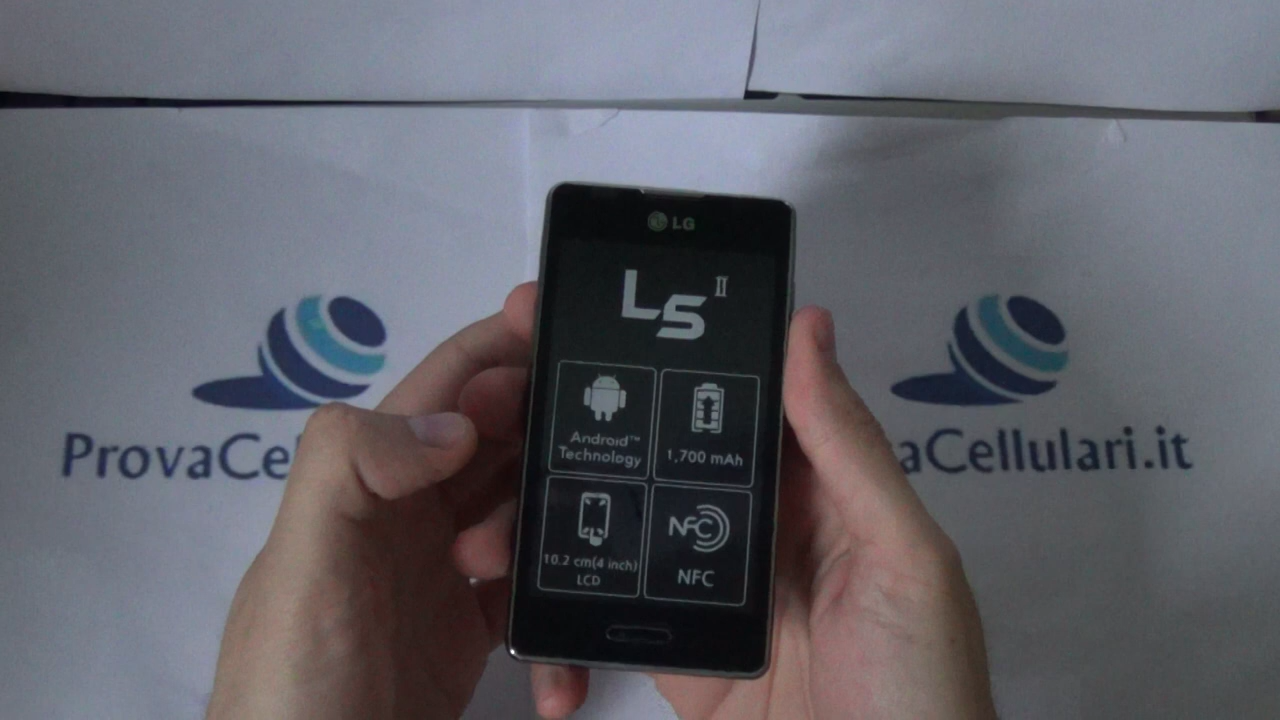 LG
L5 II
Android™
Technology
1,700 mAh
10.2 cm(4 inch)
LCD
NFC
NFC
ProvaCel
aCellulari.it